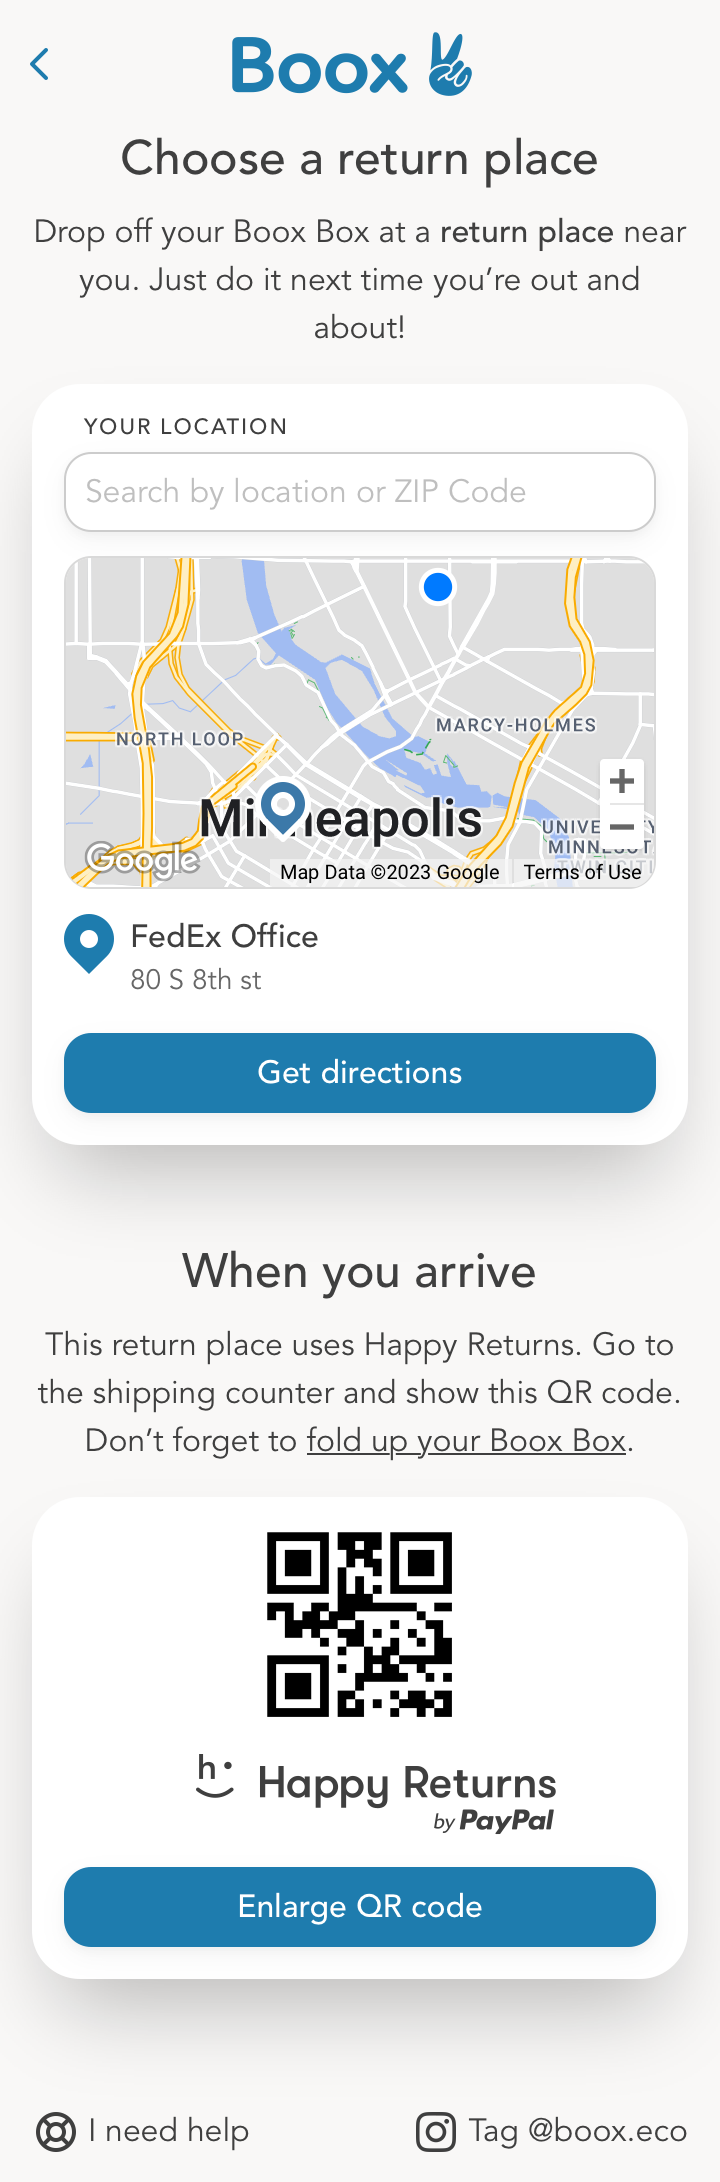 Boox
Choose a return place
Drop off your Boox Box at a return place near
you. Just do it next time you’re out and
about!
YOUR LOCATION
Search by location or ZIP Code
MARCY-HOLMES
NORTH LOOP
Minneapolis
Google
Map Data ©2023 Google
Terms of Use
FedEx Office
80 S 8th st
Get directions
When you arrive
This return place uses Happy Returns. Go to
the shipping counter and show this QR code.
Don’t forget to fold up your Boox Box.
h
Happy Returns
by PayPal
Enlarge QR code
I need help
Tag @boox.eco